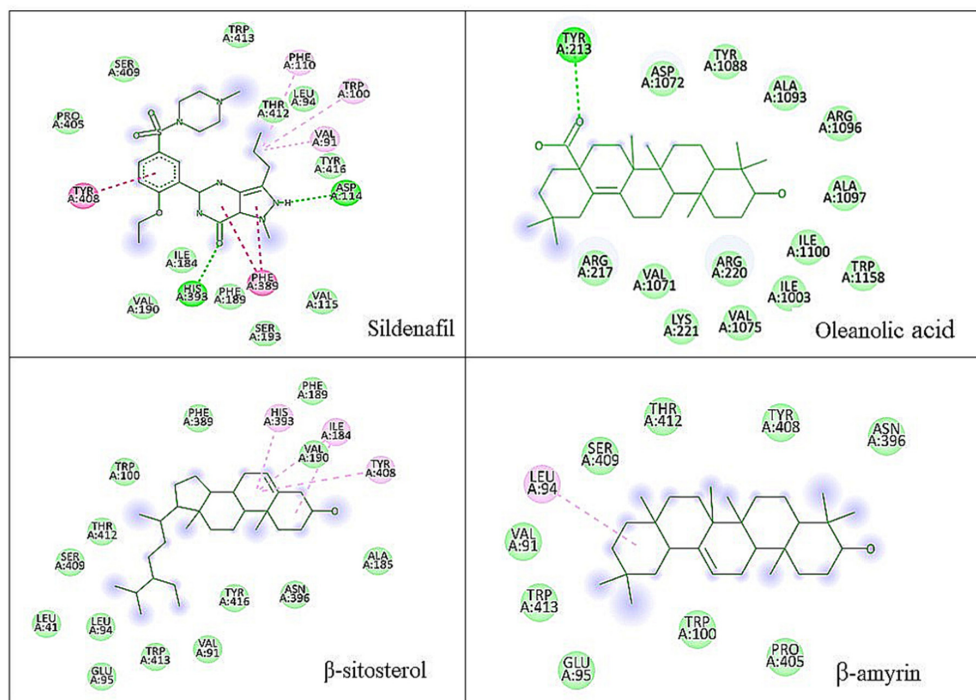 TRP
A:413
PHE
A:110
SER
A:409
LEU
A:94
TRP
A:100
THR
A:412
PRO
A:405
VAL
A:91
TYR
A:416
TYR
A:408
ASP
A:114
ILE
A:184
HIS
A:393
PHE
A:189
PHE
A:389
VAL
A:190
VAL
A:115
SER
A:193
N
N
S
O
O
O
N
N
O
N
H
N
Sildenafil
TYR
A:213
ASP
A:1072
TYR
A:1088
ALA
A:1093
ARG
A:1096
ALA
A:1097
ILE
A:1100
TRP
A:1158
ARG
A:217
VAL
A:1071
ARG
A:220
ILE
A:1003
LYS
A:221
VAL
A:1075
O
O
O
Oleanolic acid
PHE
A:189
PHE
A:389
HIS
A:393
ILE
A:184
VAL
A:190
TYR
A:408
TRP
A:100
THR
A:412
SER
A:409
ALA
A:185
TYR
A:416
ASN
A:396
LEU
A:41
LEU
A:94
TRP
A:413
VAL
A:91
GLU
A:95
O
β-sitosterol
THR
A:412
TYR
A:408
ASN
A:396
SER
A:409
LEU
A:94
VAL
A:91
TRP
A:413
TRP
A:100
GLU
A:95
PRO
A:405
O
β-amyrin